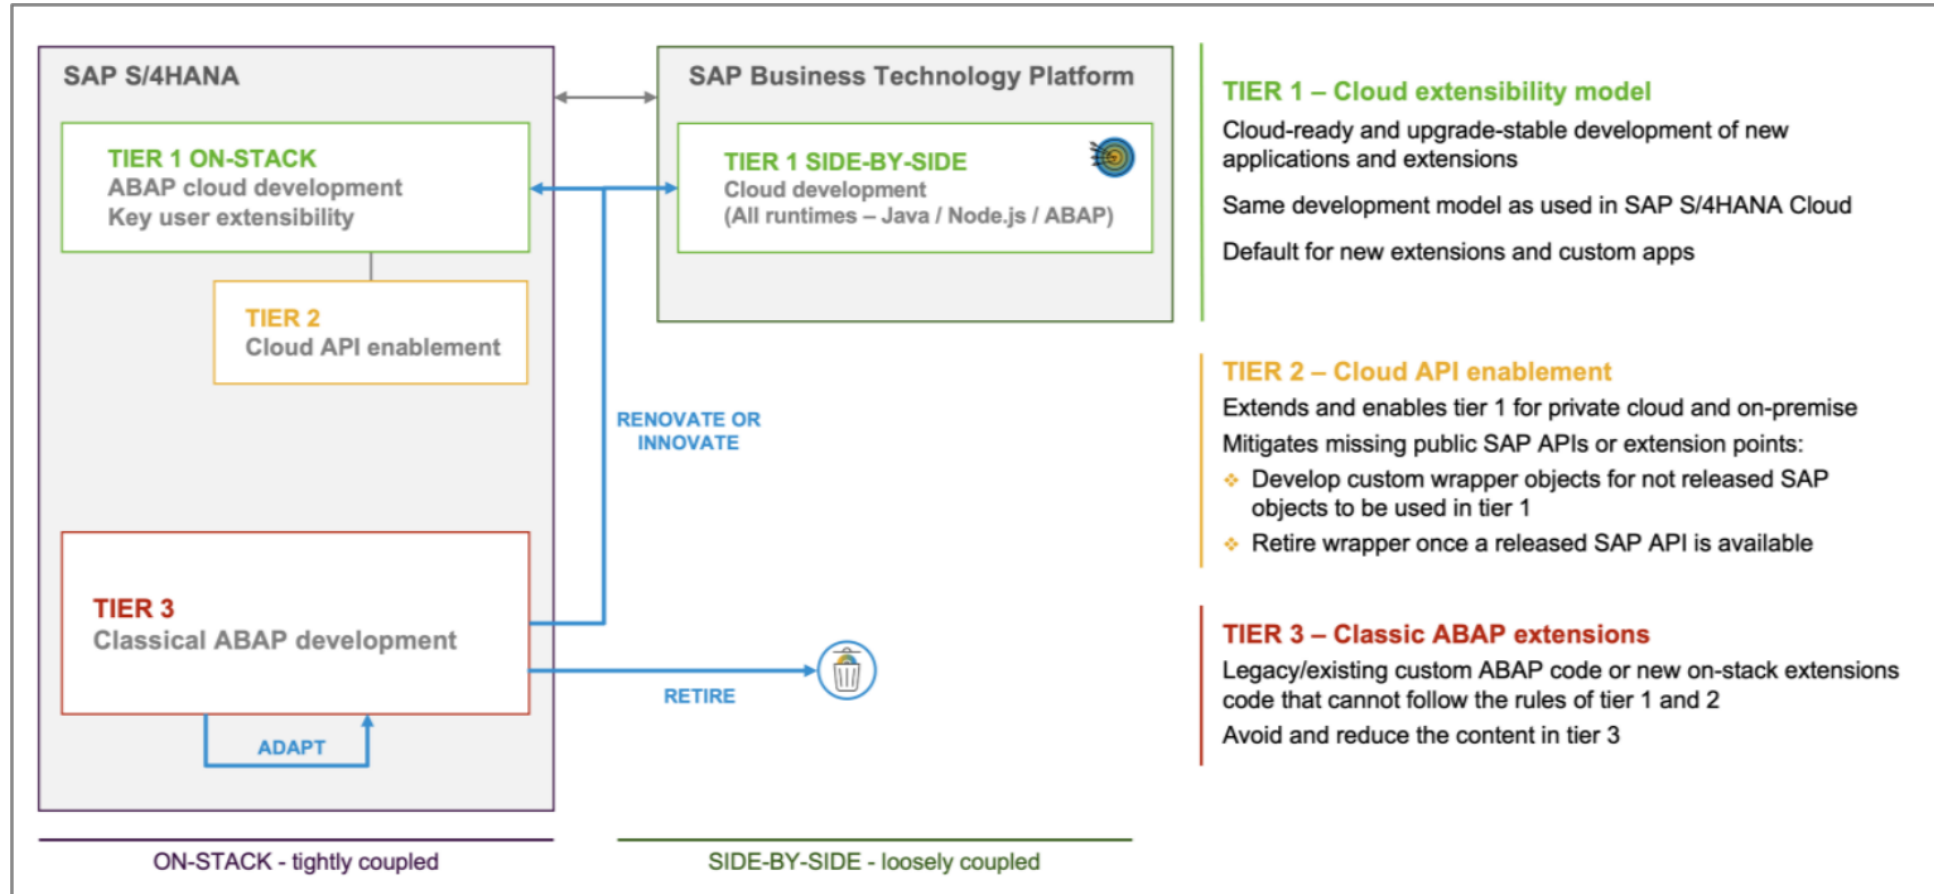 SAP S/4HANA
TIER 1 ON-STACK
ABAP cloud development
Key user extensibility
TIER 2
Cloud API enablement
TIER 3
Classical ABAP development
ADAPT
ON-STACK - tightly coupled
SAP Business Technology Platform
TIER 1 SIDE-BY-SIDE
Cloud development
(All runtimes – Java / Node.js / ABAP)
RENOVATE OR
INNOVATE
RETIRE
SIDE-BY-SIDE - loosely coupled
TIER 1 – Cloud extensibility model
Cloud-ready and upgrade-stable development of new
applications and extensions
Same development model as used in SAP S/4HANA Cloud
Default for new extensions and custom apps
TIER 2 – Cloud API enablement
Extends and enables tier 1 for private cloud and on-premise
Mitigates missing public SAP APIs or extension points:
❖ Develop custom wrapper objects for not released SAP
objects to be used in tier 1
❖ Retire wrapper once a released SAP API is available
TIER 3 – Classic ABAP extensions
Legacy/existing custom ABAP code or new on-stack extensions
code that cannot follow the rules of tier 1 and 2
Avoid and reduce the content in tier 3